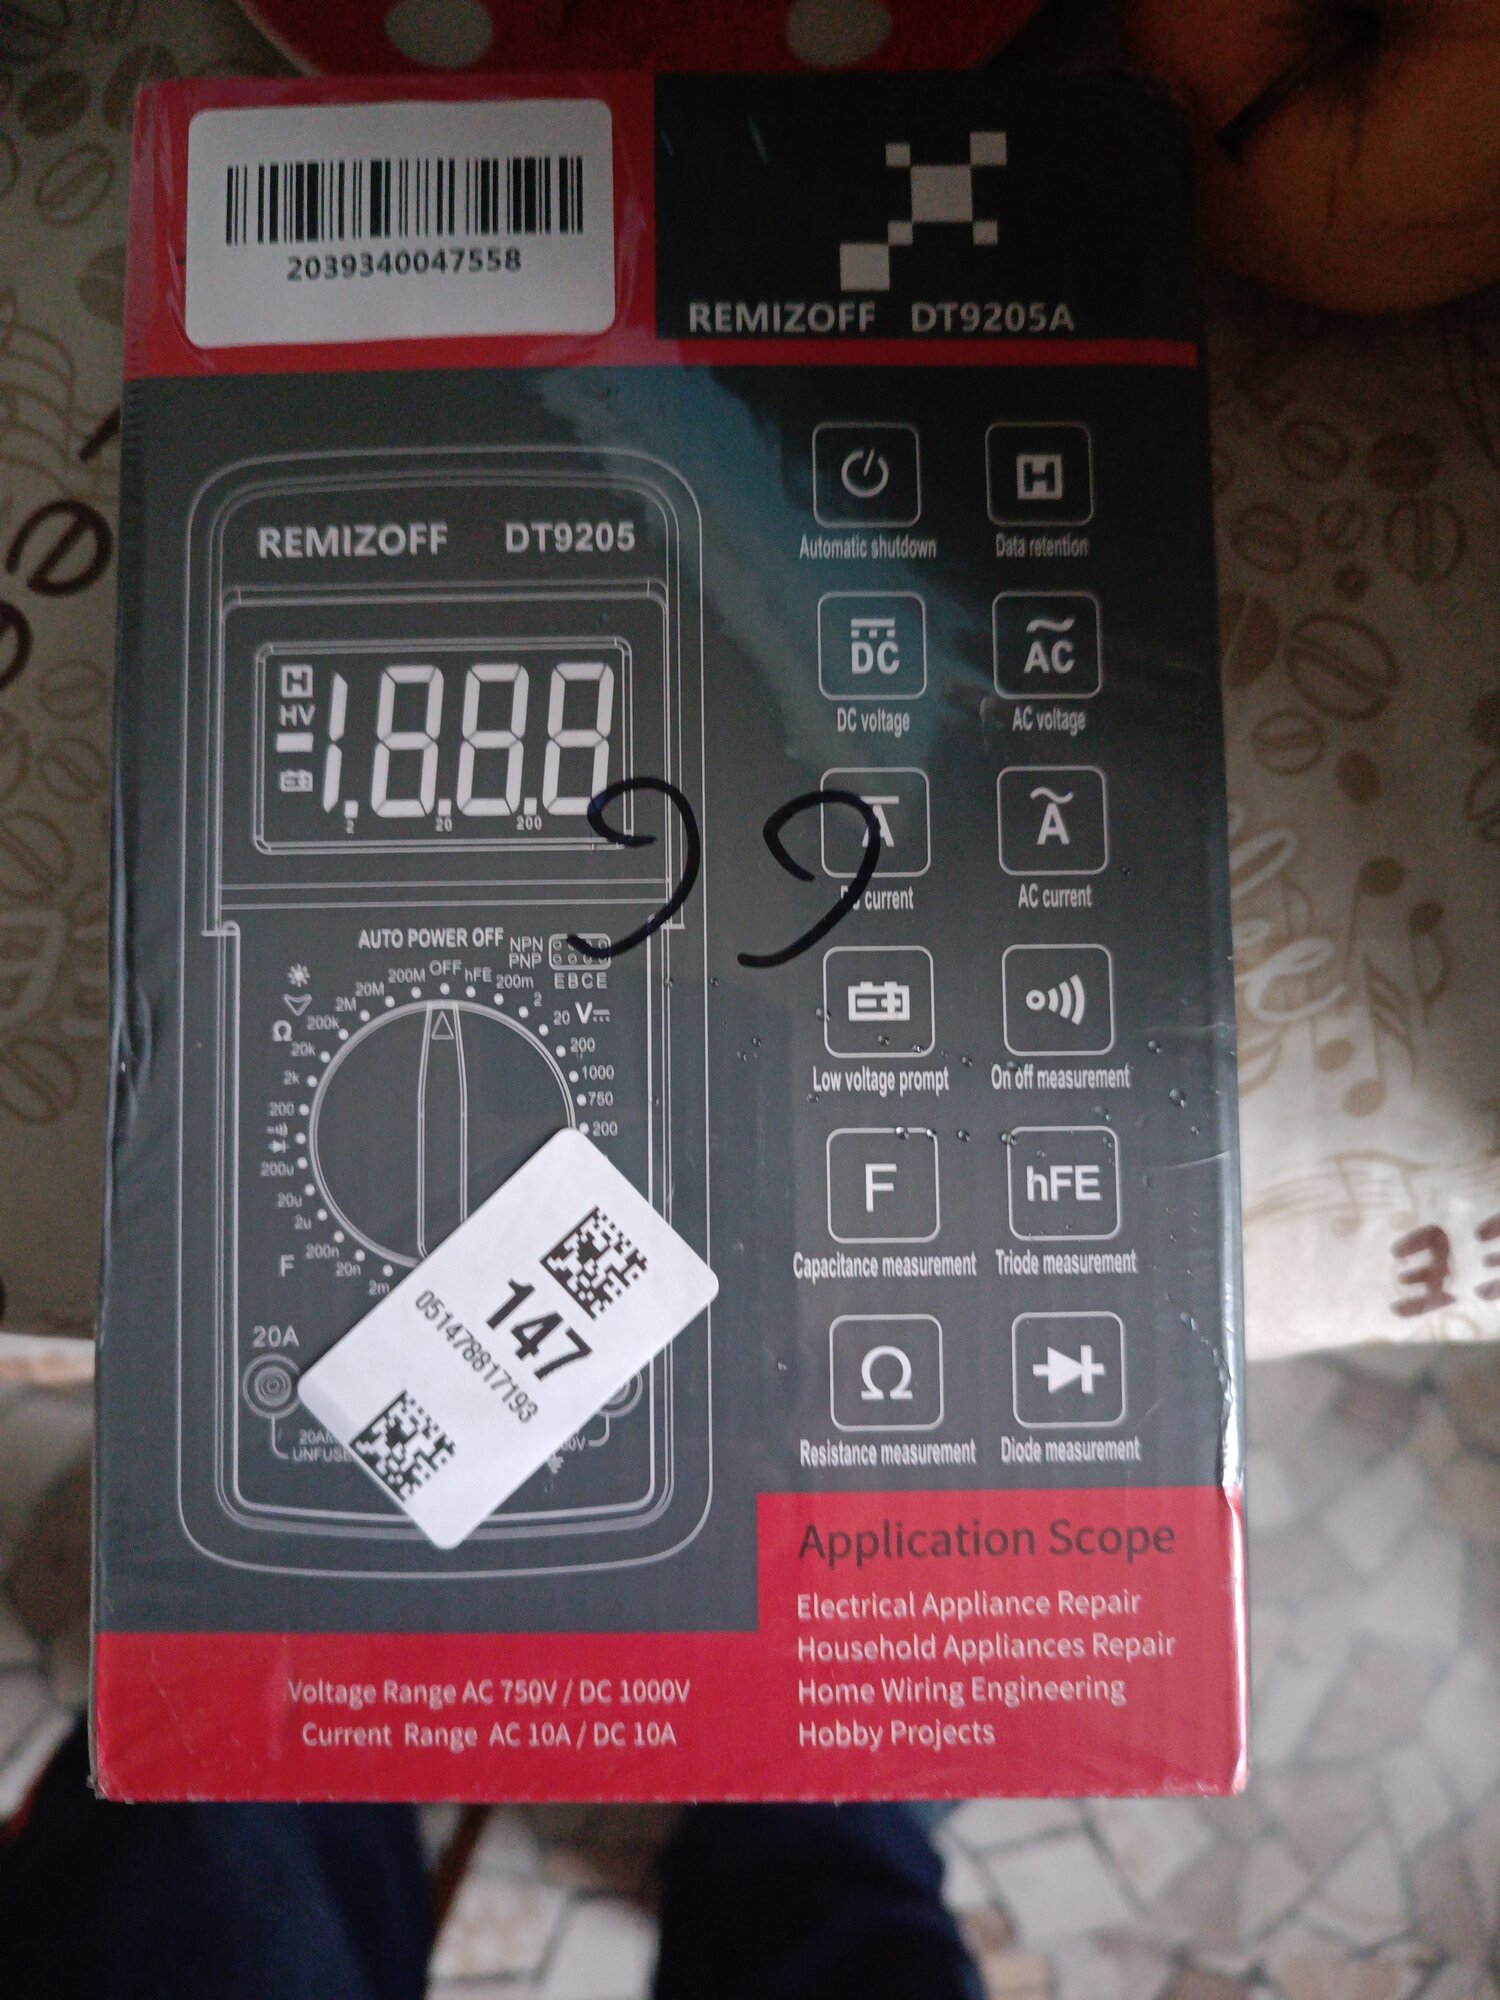 2039340047558
REMIZOFF DT9205A
REMIZOFF DT9205
H
HV
1.8.8.8
2 20 200
AUTO POWER OFF
NPN
PNP
EBCE
OFF
hFE
200m
2
20
V
200
1000
750
200
200M
20M
2M
200k
Ω
20k
2k
200
200u
20u
2u
200n
F
20n
2m
20A
UNFUSE
147
051478817193
Automatic shutdown
H
Data retention
DC
DC voltage
AC
AC voltage
A
current
A
AC current
Low voltage prompt
On off measurement
F
Capacitance measurement
hFE
Triode measurement
Ω
Resistance measurement
Diode measurement
99
Application Scope
Electrical Appliance Repair
Household Appliances Repair
Home Wiring Engineering
Hobby Projects
Voltage Range AC 750V / DC 1000V
Current Range AC 10A / DC 10A